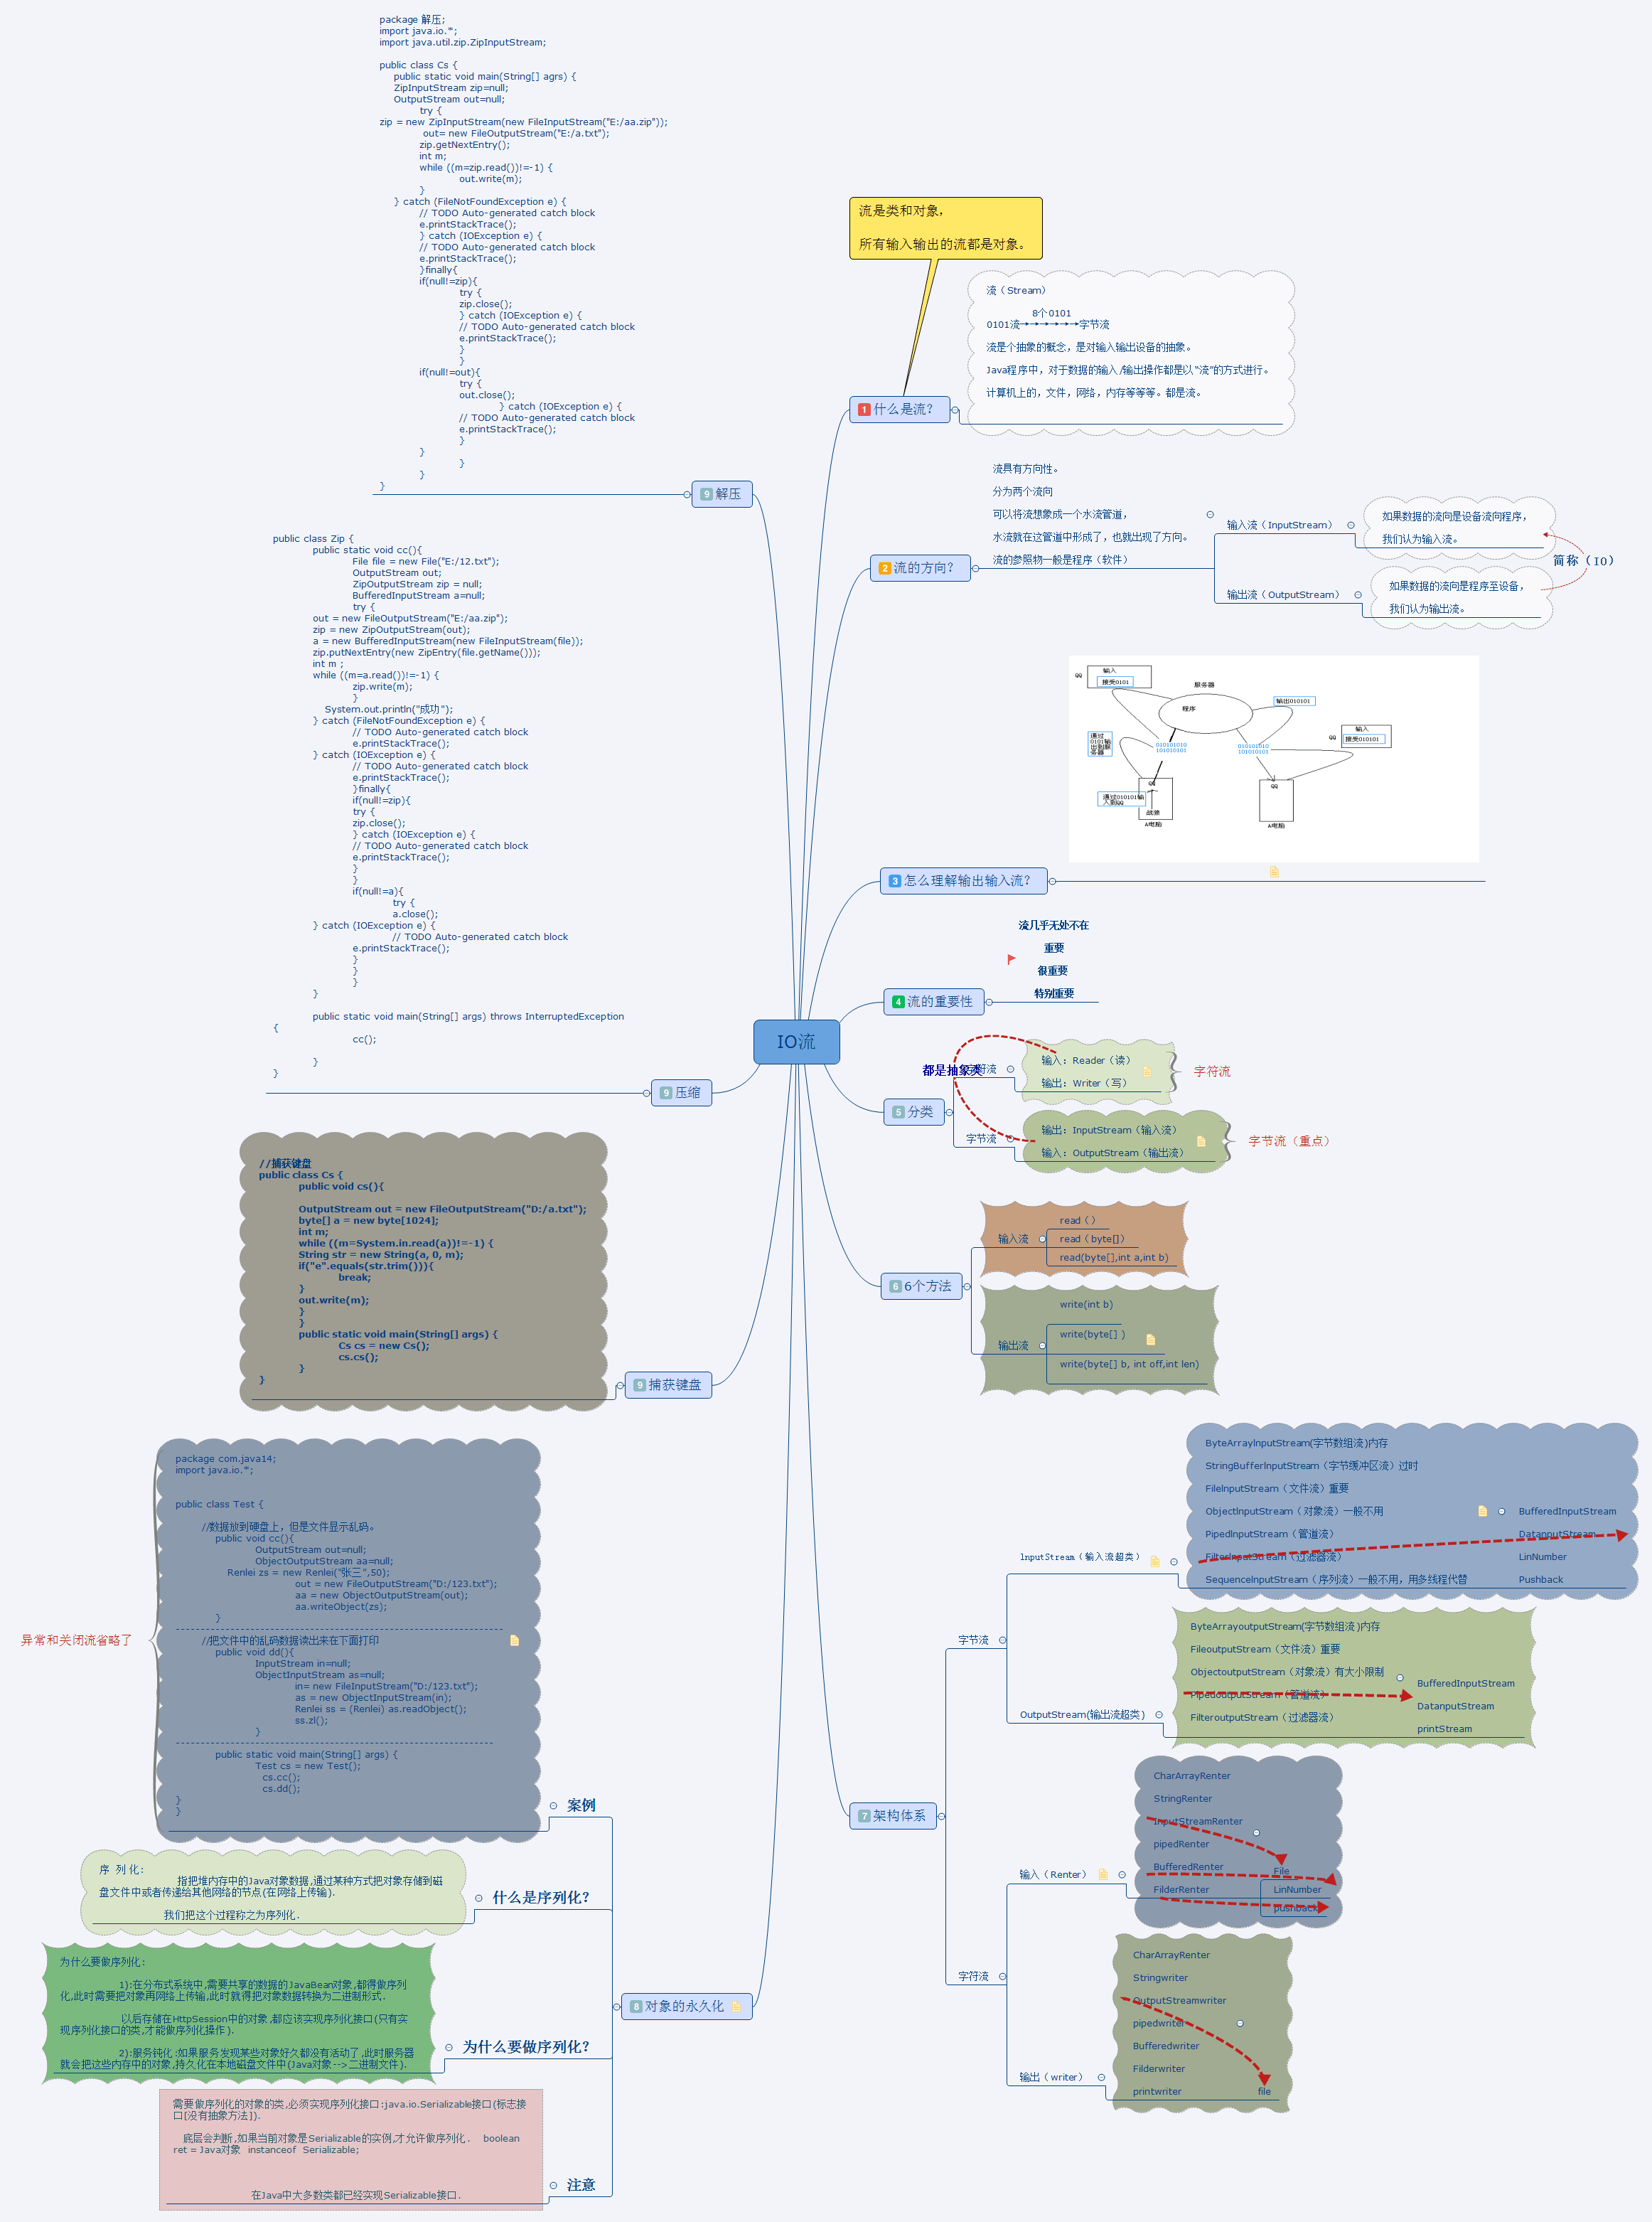 IO流
流是类和对象，
所有输入输出的流都是对象。
1 什么是流?
流（Stream）
8个0101
0101流→→→→→→字节流
流是个抽象的概念，是对输入输出设备的抽象。
Java程序中，对于数据的输入/输出操作都是以“流”的方式进行。
计算机上的，文件，网络，内存等等等。都是流。
2 流的方向?
流具有方向性。
分为两个流向
可以将流想象成一个水流管道，
水流就在这管道中形成了，也就出现了方向。
流的参照物一般是程序（软件）
输入流（InputStream）
如果数据的流向是设备流向程序，
我们认为输入流。
输出流（OutputStream）
如果数据的流向是程序至设备，
我们认为输出流。
简称（IO）
3 怎么理解输出输入流?
QQ
输入
接受0101
服务器
程序
输出010101
QQ
输入
接受010101
通过
0101输
出到服
务器
010101010
101010101
010101010
101010101
QQ
通过010101输
入到QQ
A电脑
QQ
A电脑
4 流的重要性
流几乎无处不在
重要
很重要
特别重要
5 分类
都是抽象类
字符流
输入：Reader（读）
输出：Writer（写）
字符流
字节流
输出：InputStream（输入流）
输入：OutputStream（输出流）
字节流（重点）
6 6个方法
输入流
read（）
read（byte[]）
read(byte[],int a,int b)
输出流
write(int b)
write(byte[] )
write(byte[] b, int off,int len)
7 架构体系
字节流
InputStream（输入流超类）
ByteArrayInputStream(字节数组流)内存
StringBufferInputStream（字节缓冲区流）过时
FileInputStream（文件流）重要
ObjectInputStream（对象流）一般不用
PipedInputStream（管道流）
FilterInputStream（过滤器流）
SequenceInputStream（序列流）一般不用，用多线程代替
BufferedInputStream
DatanputStream
LinNumber
Pushback
OutputStream(输出流超类)
ByteArrayoutputStream(字节数组流)内存
FileoutputStream（文件流）重要
ObjectoutputStream（对象流）有大小限制
PipedoutputStream（管道流）
FilteroutputStream（过滤器流）
BufferedInputStream
DatanputStream
printStream
字符流
输入（Renter）
CharArrayRenter
StringRenter
InputStreamRenter
pipedRenter
BufferedRenter
FilderRenter
File
LinNumber
pushback
输出（writer）
CharArrayRenter
Stringwriter
OutputStreamwriter
pipedwriter
Bufferedwriter
Filderwriter
printwriter
file
9 解压
package 解压;
import java.io.*;
import java.util.zip.ZipInputStream;
public class Cs {
public static void main(String[] agrs) {
ZipInputStream zip=null;
OutputStream out=null;
try {
zip = new ZipInputStream(new FileInputStream("E:/aa.zip"));
out= new FileOutputStream("E:/a.txt");
zip.getNextEntry();
int m;
while ((m=zip.read())!=-1) {
out.write(m);
}
} catch (FileNotFoundException e) {
// TODO Auto-generated catch block
e.printStackTrace();
} catch (IOException e) {
// TODO Auto-generated catch block
e.printStackTrace();
}finally{
if(null!=zip){
try {
zip.close();
} catch (IOException e) {
// TODO Auto-generated catch block
e.printStackTrace();
}
}
if(null!=out){
try {
out.close();
} catch (IOException e) {
// TODO Auto-generated catch block
e.printStackTrace();
}
}
}
}
}
9 压缩
public class Zip {
public static void cc(){
File file = new File("E:/12.txt");
OutputStream out;
ZipOutputStream zip = null;
BufferedInputStream a=null;
try {
out = new FileOutputStream("E:/aa.zip");
zip = new ZipOutputStream(out);
a = new BufferedInputStream(new FileInputStream(file));
zip.putNextEntry(new ZipEntry(file.getName()));
int m ;
while ((m=a.read())!=-1) {
zip.write(m);
}
System.out.println("成功");
} catch (FileNotFoundException e) {
// TODO Auto-generated catch block
e.printStackTrace();
} catch (IOException e) {
// TODO Auto-generated catch block
e.printStackTrace();
}finally{
if(null!=zip){
try {
zip.close();
} catch (IOException e) {
// TODO Auto-generated catch block
e.printStackTrace();
}
}
if(null!=a){
try {
a.close();
} catch (IOException e) {
// TODO Auto-generated catch block
e.printStackTrace();
}
}
}
}
public static void main(String[] args) throws InterruptedException
{
cc();
}
}
9 捕获键盘
//捕获键盘
public class Cs {
public void cs(){
OutputStream out = new FileOutputStream("D:/a.txt");
byte[] a = new byte[1024];
int m;
while ((m=System.in.read(a))!=-1) {
String str = new String(a, 0, m);
if("e".equals(str.trim())){
break;
}
out.write(m);
}
}
public static void main(String[] args) {
Cs cs = new Cs();
cs.cs();
}
}
8 对象的永久化
案例
异常和关闭流省略了
package com.java14;
import java.io.*;
public class Test {
//数据放到硬盘上，但是文件显示乱码。
public void cc(){
OutputStream out=null;
ObjectOutputStream aa=null;
Renlei zs = new Renlei("张三",50);
out = new FileOutputStream("D:/123.txt");
aa = new ObjectOutputStream(out);
aa.writeObject(zs);
}
------------------------------------------------------------
//把文件中的乱码数据读出来在下面打印
public void dd(){
InputStream in=null;
ObjectInputStream as=null;
in= new FileInputStream("D:/123.txt");
as = new ObjectInputStream(in);
Renlei ss = (Renlei) as.readObject();
ss.zl();
}
----------------------------------------------------------
public static void main(String[] args) {
Test cs = new Test();
cs.cc();
cs.dd();
}
}
什么是序列化?
序 列化:
指把堆内存中的Java对象数据,通过某种方式把对象存储到磁
盘文件中或者传递给其他网络的节点(在网络上传输).
我们把这个过程称之为序列化.
为什么要做序列化?
为什么要做序列化:
1):在分布式系统中,需要共享的数据的JavaBean对象,都得做序列
化,此时需要把对象再网络上传输,此时就得把对象数据转换为二进制形式.
以后存储在HttpSession中的对象,都应该实现序列化接口(只有实
现序列化接口的类,才能做序列化操作).
2):服务钝化:如果服务发现某些对象好久都没有活动了,此时服务器
就会把这些内存中的对象,持久化在本地磁盘文件中(Java对象-->二进制文件).
注意
需要做序列化的对象的类,必须实现序列化接口:java.io.Serializable接口(标志接
口[没有抽象方法]).
底层会判断,如果当前对象是Serializable的实例,才允许做序列化. boolean
ret = Java对象 instanceof Serializable;
在Java中大多数类都已经实现Serializable接口.